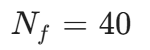 N_f = 40